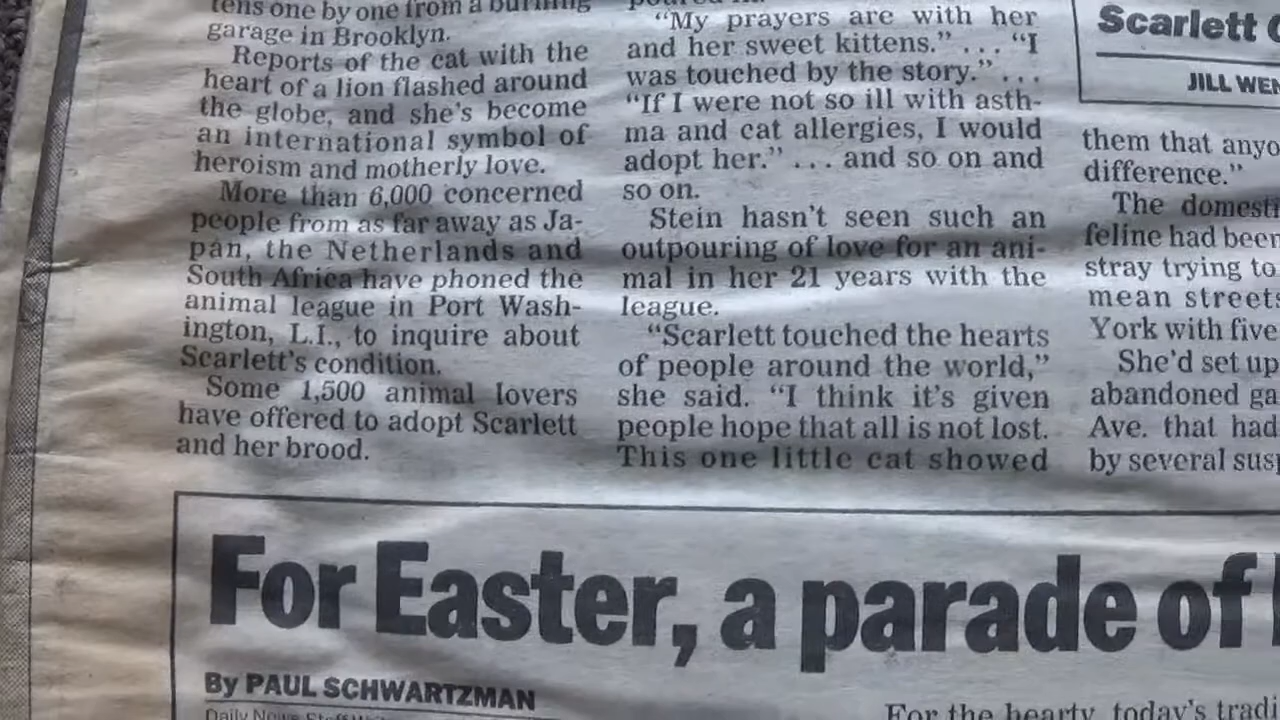 tens one by one from a burning
garage in Brooklyn.
Reports of the cat with the
heart of a lion flashed around
the globe, and she's become
an international symbol of
heroism and motherly love.
More than 6,000 concerned
people from as far away as Ja-
pan, the Netherlands and
South Africa have phoned the
animal league in Port Wash-
ington, L.I., to inquire about
Scarlett's condition.
Some 1,500 animal lovers
have offered to adopt Scarlett
and her brood.
“My prayers are with her
and her sweet kittens.” . . . “I
was touched by the story.” . . .
“If I were not so ill with asth-
ma and cat allergies, I would
adopt her.” . . . and so on and
so on.
Stein hasn't seen such an
outpouring of love for an ani-
mal in her 21 years with the
league.
“Scarlett touched the hearts
of people around the world,”
she said. “I think it's given
people hope that all is not lost.
This one little cat showed
Scarlett
JILL WEN
them that anyo
difference.”
The domesti
feline had been
stray trying to
mean streets
York with five
She'd set up
abandoned ga
Ave. that had
by several sus
For Easter, a parade of
By PAUL SCHWARTZMAN
Daily News Staff
For the hearty, today's tradi